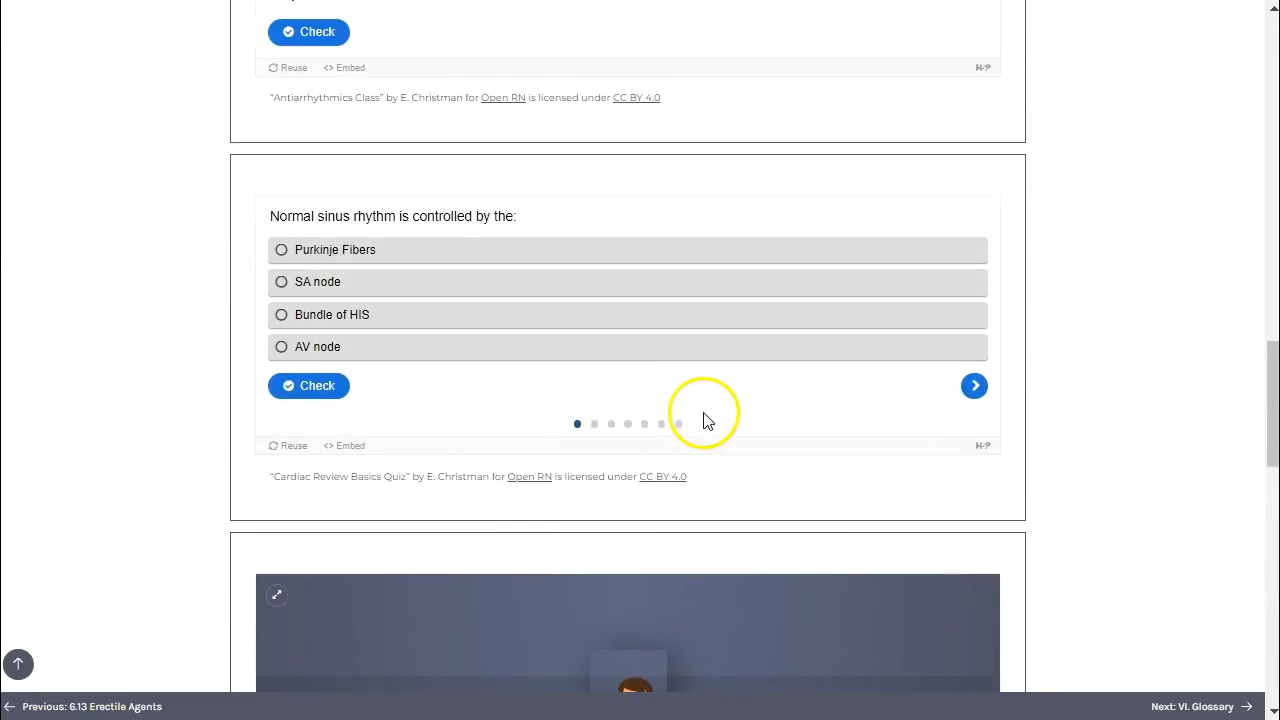 Check
Reuse
Embed
H-P
"Antiarrhythmics Class" by E. Christman for Open RN is licensed under CC BY 4.0
Normal sinus rhythm is controlled by the:
Purkinje Fibers
SA node
Bundle of HIS
AV node
Check
Reuse
Embed
H-P
"Cardiac Review Basics Quiz" by E. Christman for Open RN is licensed under CC BY 4.0
Previous: 6.13 Erectile Agents
Next: VI. Glossary